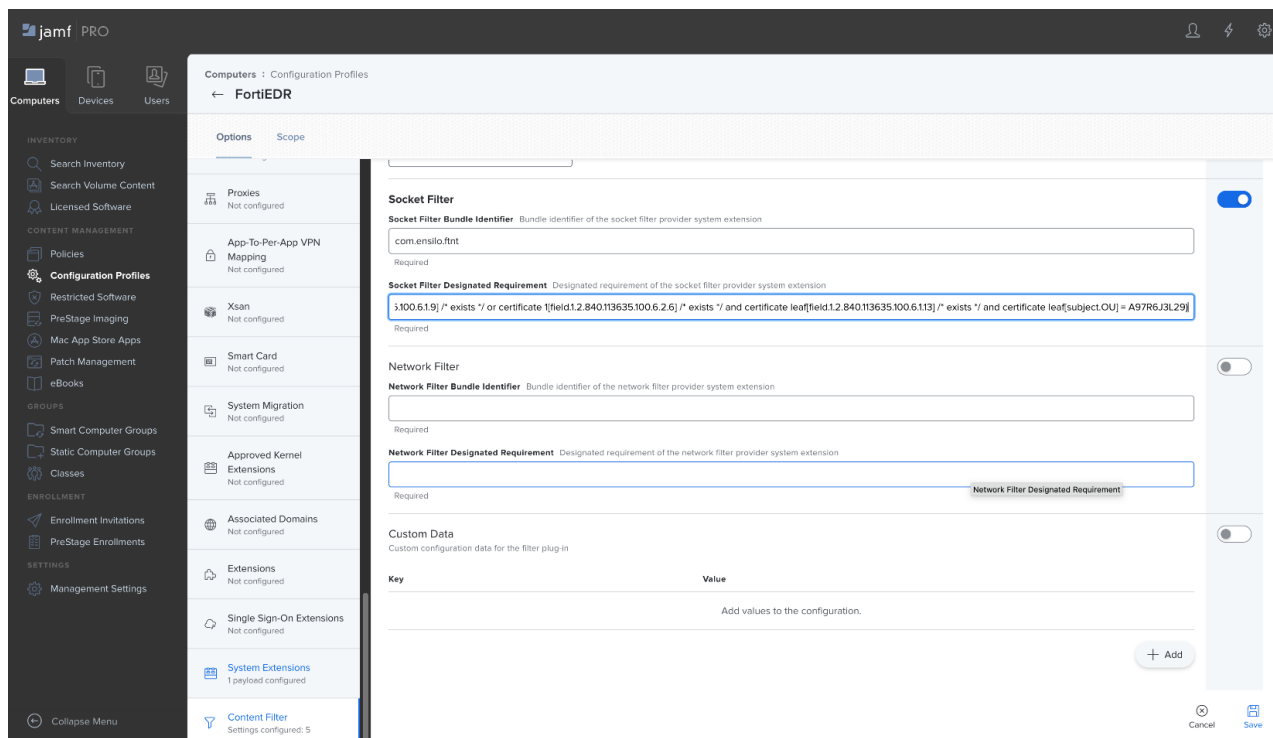 jamf PRO
Computers
Devices
Users
INVENTORY
Search Inventory
Search Volume Content
Licensed Software
CONTENT MANAGEMENT
Policies
Configuration Profiles
Restricted Software
PreStage Imaging
Mac App Store Apps
Patch Management
eBooks
GROUPS
Smart Computer Groups
Static Computer Groups
Classes
ENROLLMENT
Enrollment Invitations
PreStage Enrollments
SETTINGS
Management Settings
Collapse Menu
Computers : Configuration Profiles
← FortiEDR
Options
Scope
Proxies
Not configured
App-To-Per-App VPN
Mapping
Not configured
Xsan
Not configured
Smart Card
Not configured
System Migration
Not configured
Approved Kernel
Extensions
Not configured
Associated Domains
Not configured
Extensions
Not configured
Single Sign-On Extensions
Not configured
System Extensions
1 payload configured
Content Filter
Settings configured: 5
Socket Filter
Socket Filter Bundle Identifier Bundle identifier of the socket filter provider system extension
com.ensilo.ftnt
Required
Socket Filter Designated Requirement Designated requirement of the socket filter provider system extension
.100.6.1.9] /* exists */ or certificate 1[field.1.2.840.113635.100.6.2.6] /* exists */ and certificate leaf[field.1.2.840.113635.100.6.1.13] /* exists */ and certificate leaf[subject.OU] = A97R6J3L29)
Required
Network Filter
Network Filter Bundle Identifier Bundle identifier of the network filter provider system extension
Required
Network Filter Designated Requirement Designated requirement of the network filter provider system extension
Network Filter Designated Requirement
Required
Custom Data
Custom configuration data for the filter plug-in
Key Value
Add values to the configuration.
+ Add
Cancel
Save